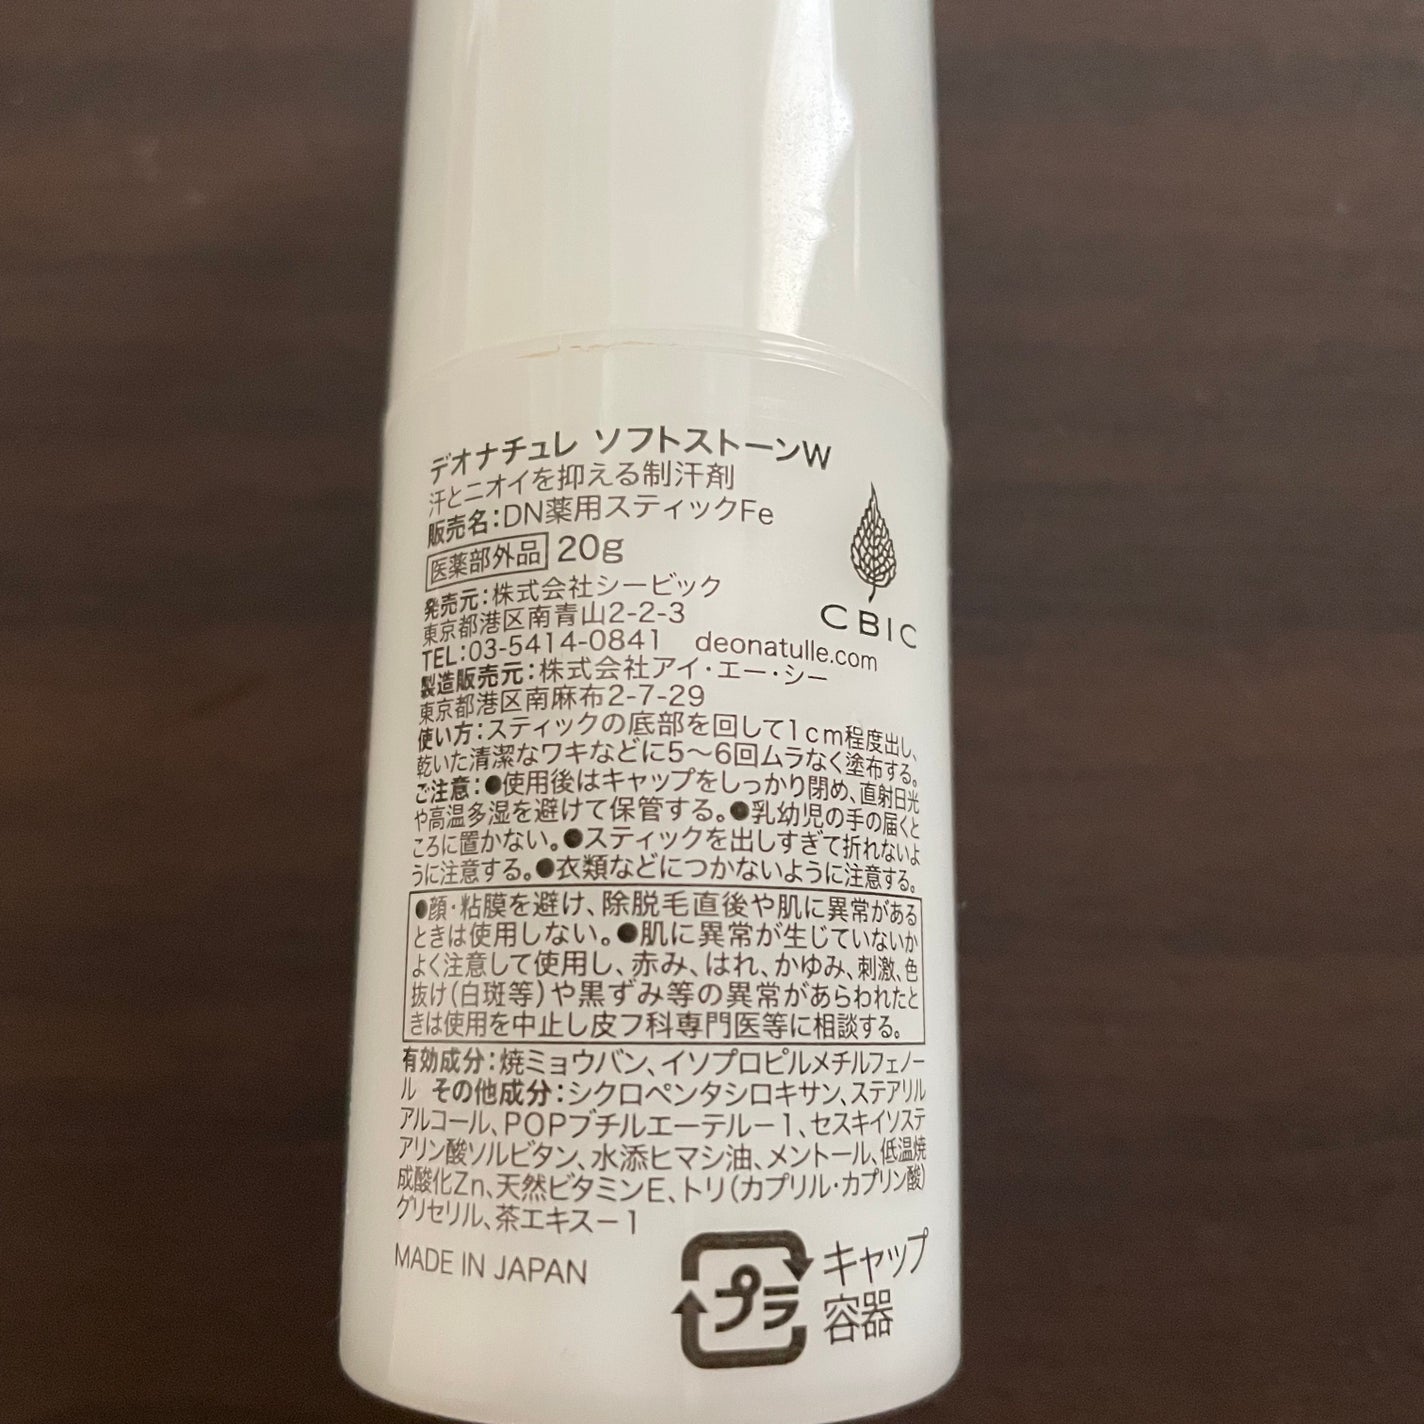 デオナチュレ ソフトストーンW
汗とニオイを抑える制汗剤
販売名:DN薬用スティックFe
医薬部外品 20g
発売元:株式会社シービック
東京都港区南青山2-2-3
TEL:03-5414-0841 deonatulle.com
CBIC
製造販売元:株式会社アイ・エー・シー
東京都港区南麻布2-7-29
使い方:スティックの底部を回して1cm程度出し、
乾いた清潔なワキなどに5〜6回ムラなく塗布する。
ご注意:●使用後はキャップをしっかり閉め、直射日光
や高温多湿を避けて保管する。●乳幼児の手の届くと
ころに置かない。●スティックを出しすぎて折れないよ
うに注意する。●衣類などにつかないように注意する。
●顔・粘膜を避け、除脱毛直後や肌に異常がある
ときは使用しない。●肌に異常が生じていないか
よく注意して使用し、赤み、はれ、かゆみ、刺激、色
抜け(白斑等)や黒ずみ等の異常があらわれたと
きは使用を中止し皮フ科専門医等に相談する。
有効成分:焼ミョウバン、イソプロピルメチルフェノー
ル その他成分:シクロペンタシロキサン、ステアリル
アルコール、POPブチルエーテル－1、セスキイソステ
アリン酸ソルビタン、水添ヒマシ油、メントール、低温焼
成酸化Zn、天然ビタミンE、トリ(カプリル・カプリン酸)
グリセリル、茶エキス－1
MADE IN JAPAN
プラ
キャップ
容器